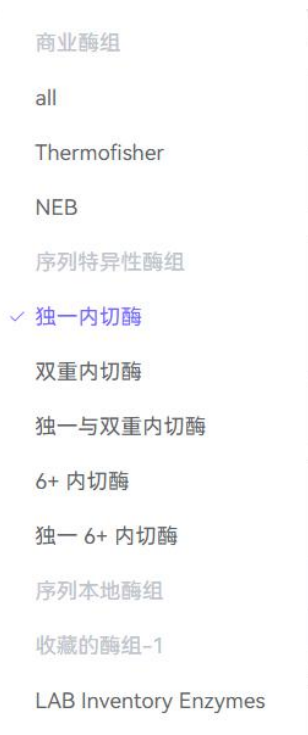 商业酶组
all
Thermofisher
NEB
序列特异性酶组
独一内切酶
双重内切酶
独一与双重内切酶
6+ 内切酶
独一 6+ 内切酶
序列本地酶组
收藏的酶组-1
LAB Inventory Enzymes